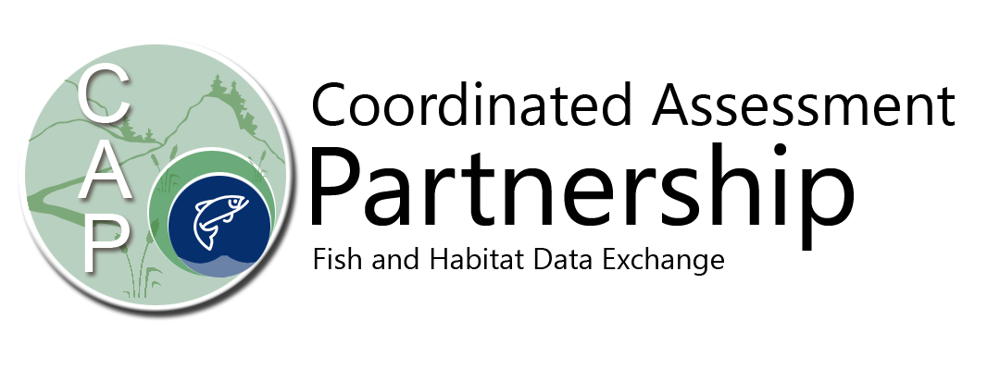 C
A
P
Coordinated Assessment
Partnership
Fish and Habitat Data Exchange